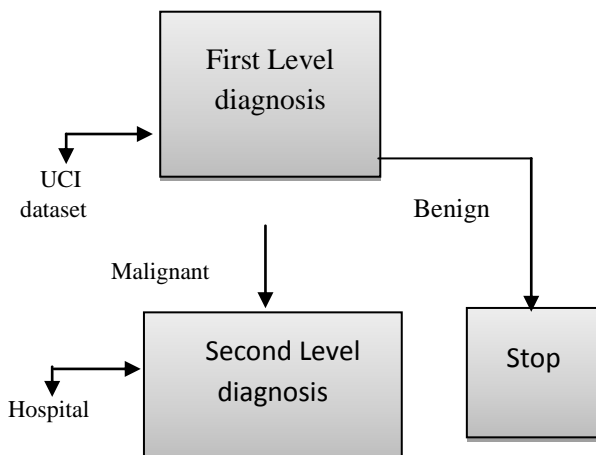 First Level
diagnosis
UCI
dataset
Benign
Malignant
Second Level
diagnosis
Stop
Hospital